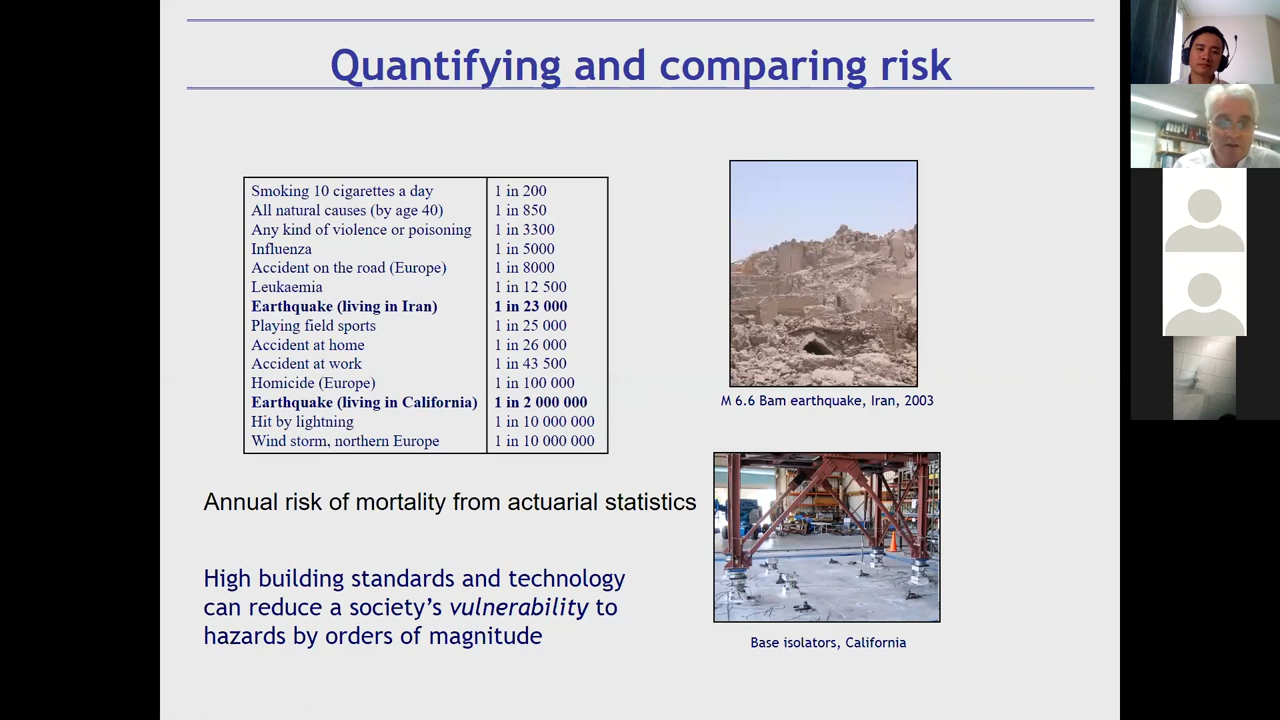 Quantifying and comparing risk
Smoking 10 cigarettes a day 1 in 200
All natural causes (by age 40) 1 in 850
Any kind of violence or poisoning 1 in 3300
Influenza 1 in 5000
Accident on the road (Europe) 1 in 8000
Leukaemia 1 in 12 500
Earthquake (living in Iran) 1 in 23 000
Playing field sports 1 in 25 000
Accident at home 1 in 26 000
Accident at work 1 in 43 500
Homicide (Europe) 1 in 100 000
Earthquake (living in California) 1 in 2 000 000
Hit by lightning 1 in 10 000 000
Wind storm, northern Europe 1 in 10 000 000
M 6.6 Bam earthquake, Iran, 2003
Annual risk of mortality from actuarial statistics
High building standards and technology
can reduce a society's vulnerability to
hazards by orders of magnitude
Base isolators, California